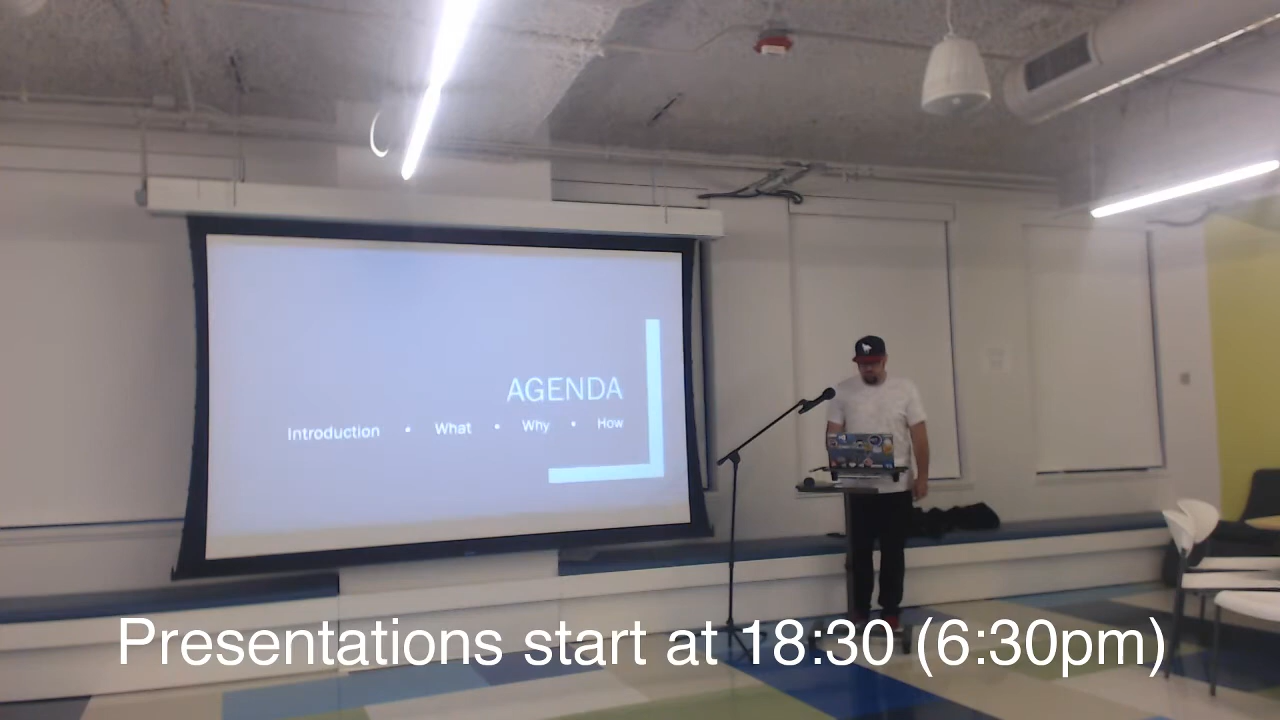 AGENDA
Introduction • What • Why • How
Presentations start at 18:30 (6:30pm)